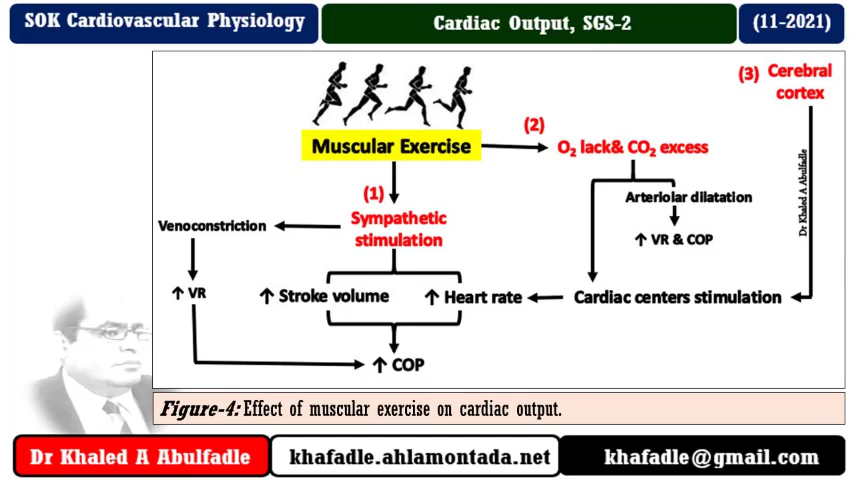 SOK Cardiovascular Physiology
Cardiac Output, SGS-2
(11-2021)
(3) Cerebral
cortex
(2)
Muscular Exercise
O₂ lack& CO₂ excess
Dr Khaled A Abulfadle
(1)
Sympathetic
stimulation
Arteriolar dilatation
Venoconstriction
↑ VR & COP
↑ VR
↑ Stroke volume
↑ Heart rate
Cardiac centers stimulation
↑ COP
Figure-4: Effect of muscular exercise on cardiac output.
Dr Khaled A Abulfadle
khafadle.ahlamontada.net
khafadle@gmail.com